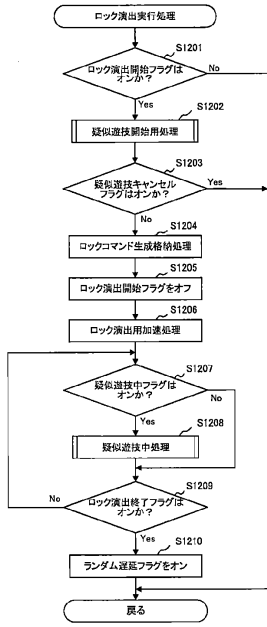 ロック演出実行処理
S1201
ロック演出開始フラグは
オンか？
No
Yes
S1202
疑似遊技開始用処理
S1203
疑似遊技キャンセル
フラグはオンか？
Yes
No
S1204
ロックコマンド生成格納処理
S1205
ロック演出開始フラグをオフ
S1206
ロック演出用加速処理
S1207
疑似遊技中フラグは
オンか？
No
Yes
S1208
疑似遊技中処理
S1209
No
ロック演出終了フラグは
オンか？
Yes
S1210
ランダム遅延フラグをオン
戻る